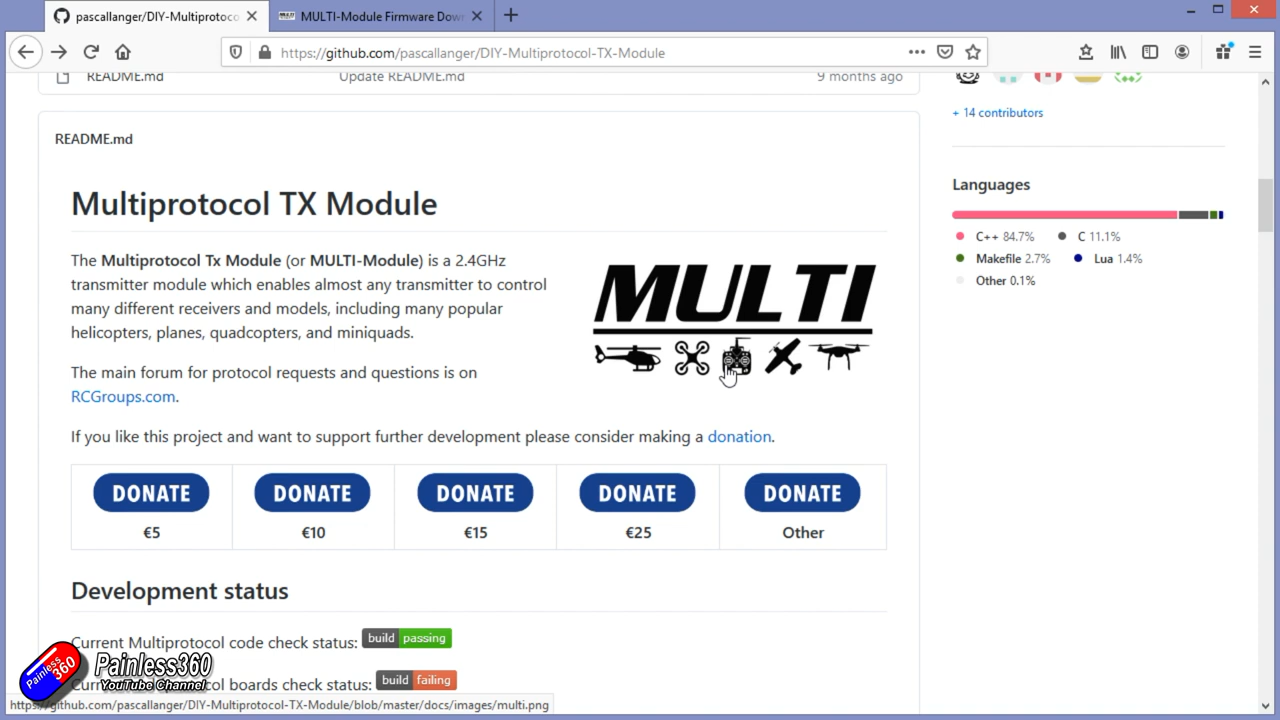 pascallanger/DIY-Multiprotoco
MULTI-Module Firmware Dow
https://github.com/pascallanger/DIY-Multiprotocol-TX-Module
README.md
Update README.md
9 months ago
+ 14 contributors
README.md
Languages
Multiprotocol TX Module
C++ 84.7%
C 11.1%
Makefile 2.7%
Lua 1.4%
Other 0.1%
The Multiprotocol Tx Module (or MULTI-Module) is a 2.4GHz
transmitter module which enables almost any transmitter to control
many different receivers and models, including many popular
helicopters, planes, quadcopters, and miniquads.
MULTI
The main forum for protocol requests and questions is on
RCGroups.com.
If you like this project and want to support further development please consider making a donation.
DONATE DONATE DONATE DONATE DONATE
€5 €10 €15 €25 Other
Development status
Current Multiprotocol code check status: build passing
ol boards check status: build failing
Painless 360
Painless360
YouTube Channel
https://github.com/pascallanger/DIY-Multiprotocol-TX-Module/blob/master/docs/images/multi.png